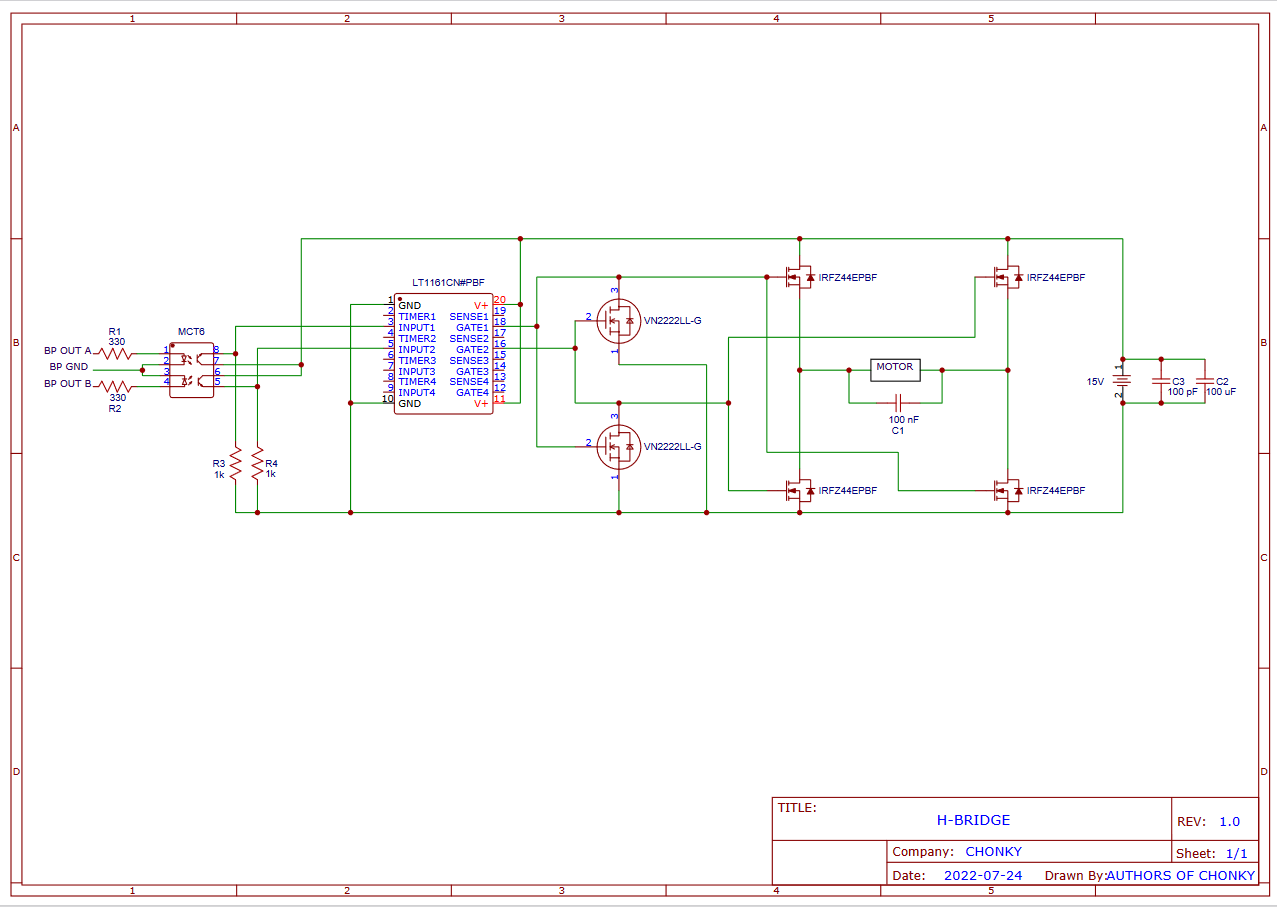 1 2 3 4 5
A A
B B
C C
D D
LT1161CN#PBF
1 GND V+ 20
2 TIMER1 SENSE1 19
3 INPUT1 GATE1 18
4 TIMER2 SENSE2 17
5 INPUT2 GATE2 16
6 TIMER3 SENSE3 15
7 INPUT3 GATE3 14
8 TIMER4 SENSE4 13
9 INPUT4 GATE4 12
10 GND V+ 11
R1
330
BP OUT A
BP GND
BP OUT B
330
R2
MCT6
1 8
2 7
3 6
4 5
R3
1k
R4
1k
3
2 VN2222LL-G
1
3
2 VN2222LL-G
1
IRFZ44EPBF
IRFZ44EPBF
MOTOR
100 nF
C1
IRFZ44EPBF
IRFZ44EPBF
15V
1
2
C3
100 pF
C2
100 uF
TITLE:
H-BRIDGE
REV: 1.0
Company: CHONKY
Sheet: 1/1
Date: 2022-07-24
Drawn By: AUTHORS OF CHONKY
1 2 3 4 5